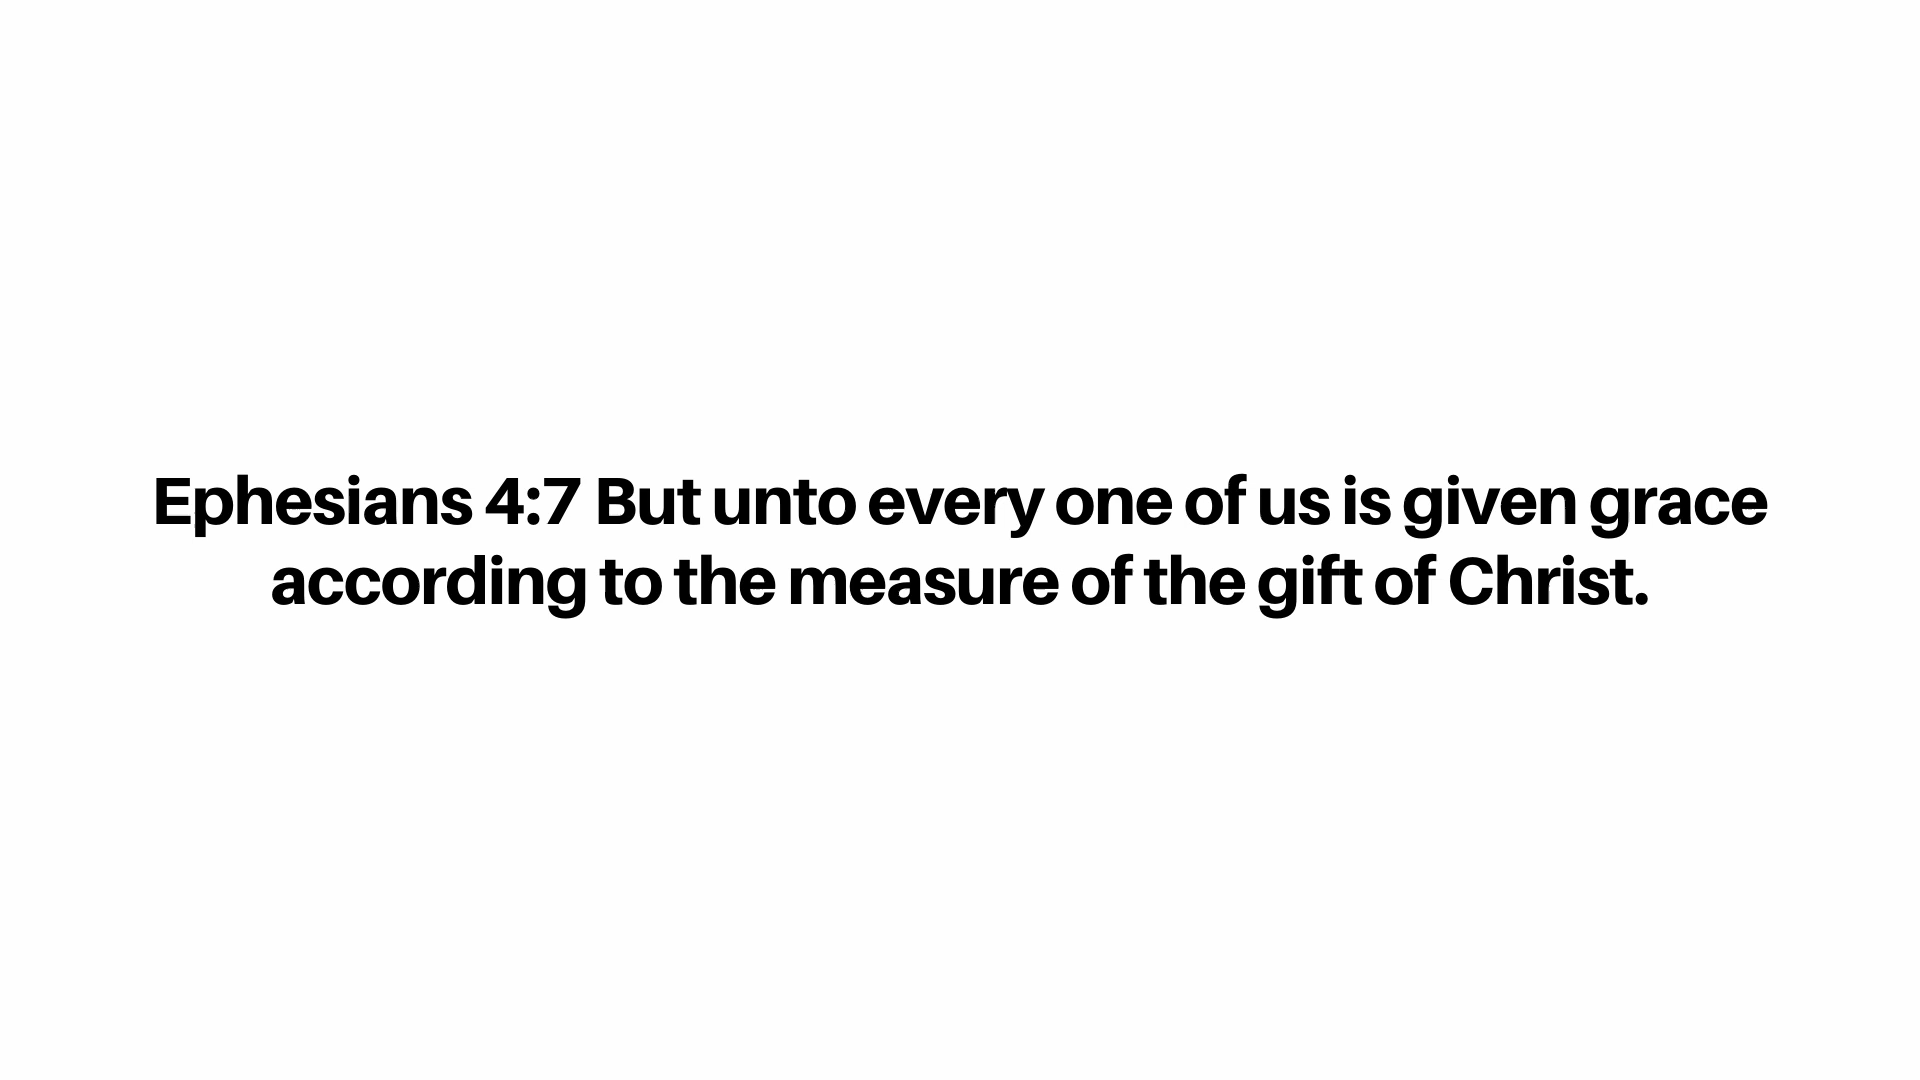 Ephesians 4:7 But unto every one of us is given grace
according to the measure of the gift of Christ.